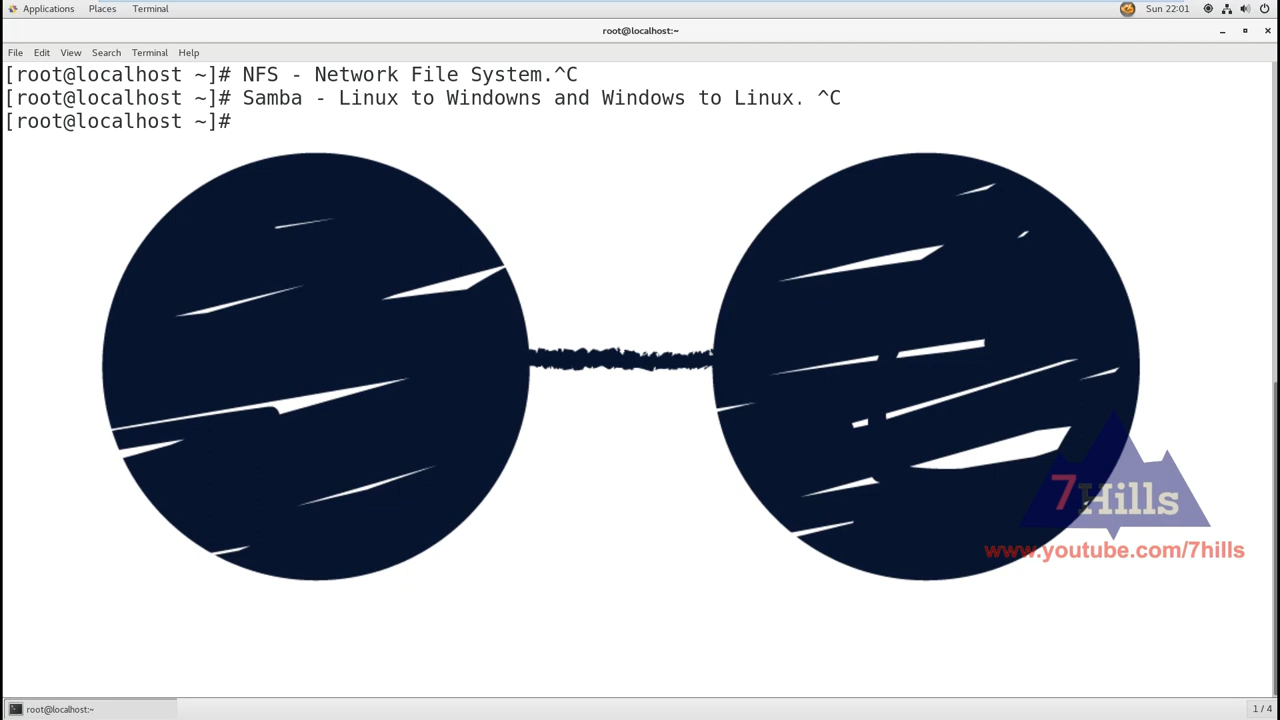 Applications Places Terminal Sun 22:01
root@localhost:~
File Edit View Search Terminal Help
[root@localhost ~]# NFS - Network File System.^C
[root@localhost ~]# Samba - Linux to Windowns and Windows to Linux. ^C
[root@localhost ~]#
7Hills
www.youtube.com/7hills
root@localhost:~ 1 / 4